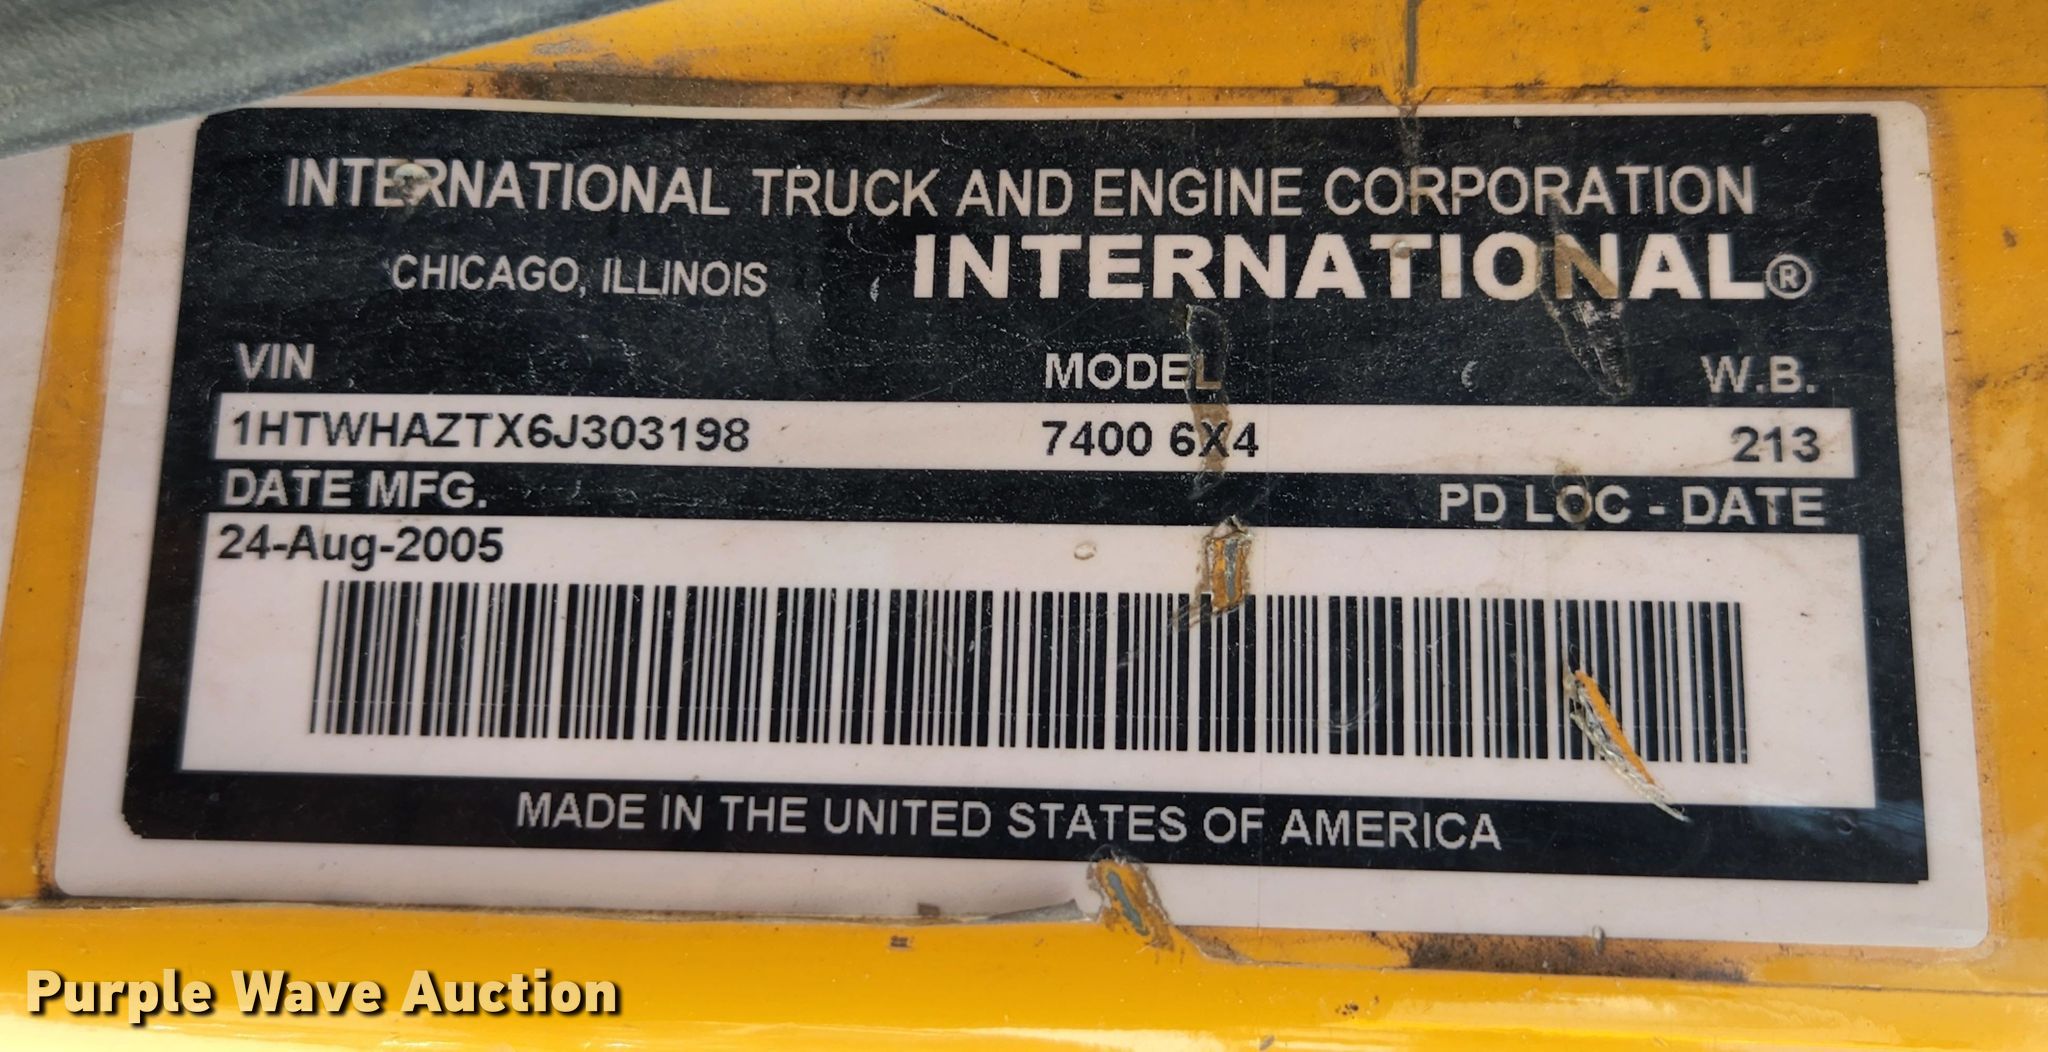 INTERNATIONAL TRUCK AND ENGINE CORPORATION
CHICAGO, ILLINOIS INTERNATIONAL®
VIN MODEL W.B.
1HTWHAZTX6J303198 7400 6X4 213
DATE MFG. PD LOC - DATE
24-Aug-2005
MADE IN THE UNITED STATES OF AMERICA
Purple Wave Auction